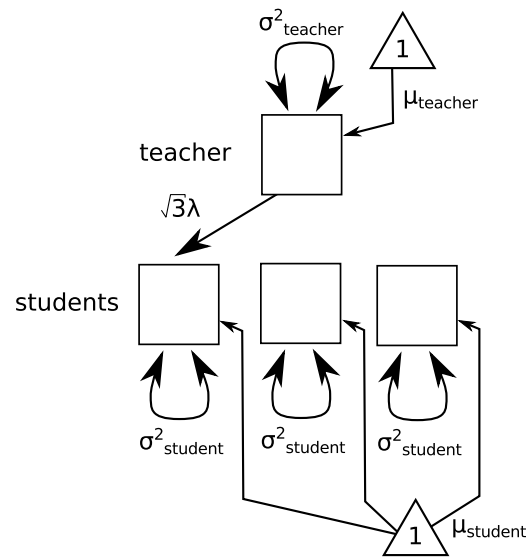 σ²teacher
1
μteacher
teacher
√3λ
students
σ²student
σ²student
σ²student
μstudent
1